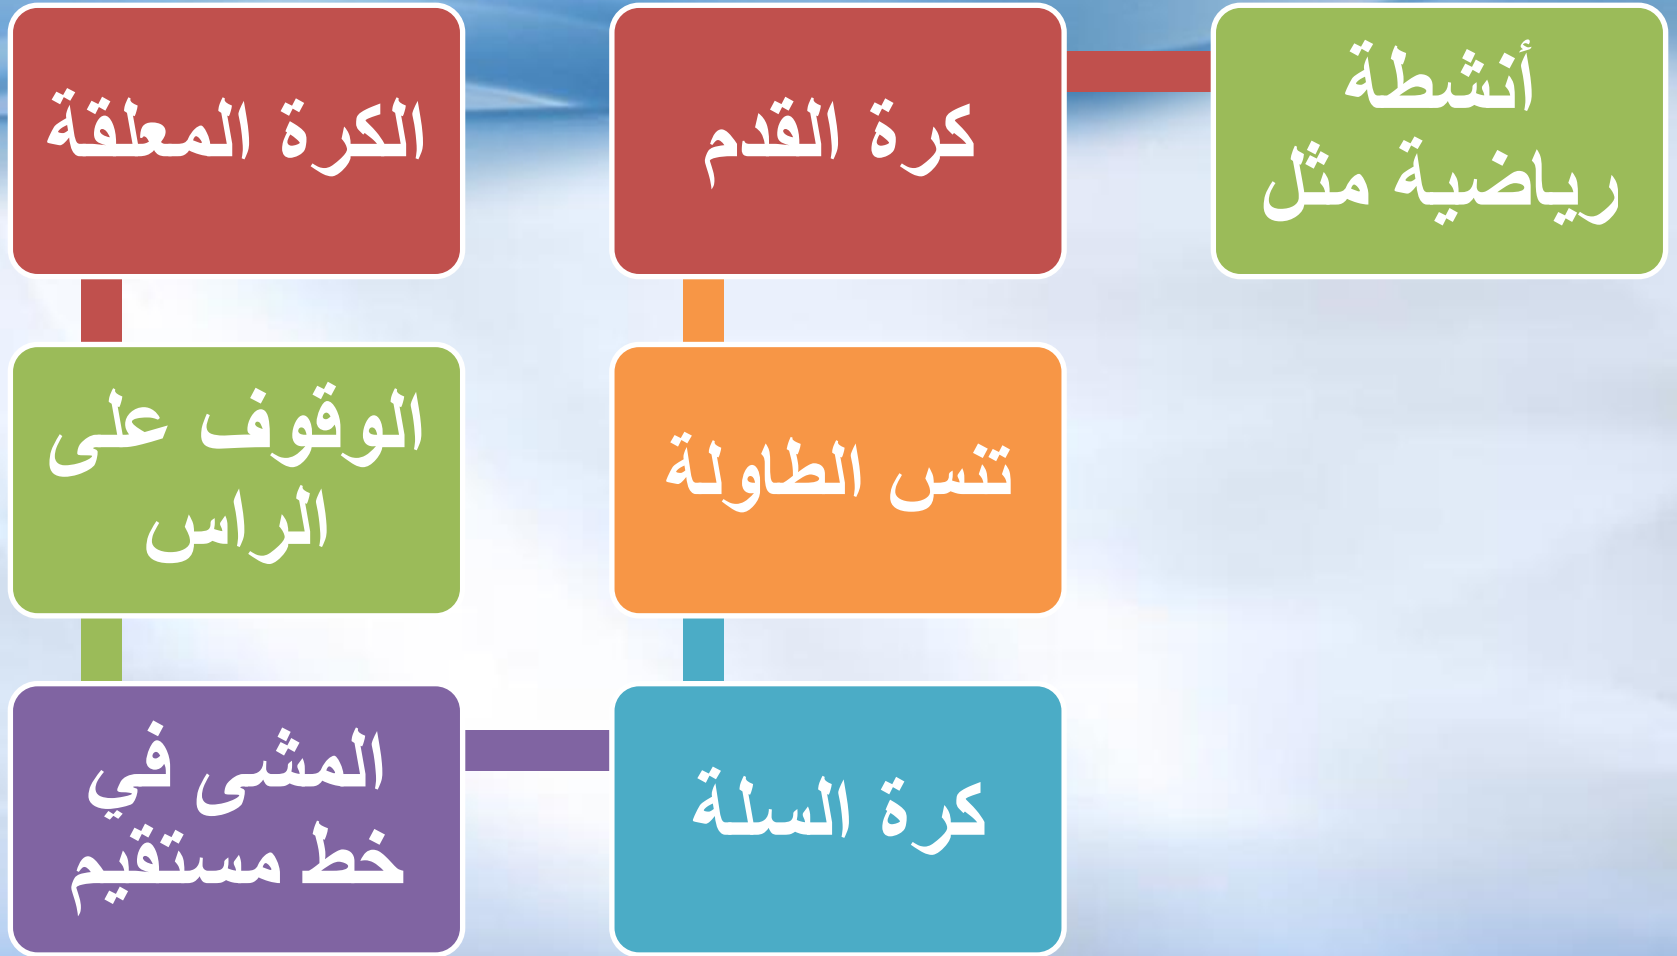 أنشطة
رياضية مثل
كرة القدم
تنس الطاولة
كرة السلة
المشى في
خط مستقيم
الوقوف على
الراس
الكرة المعلقة